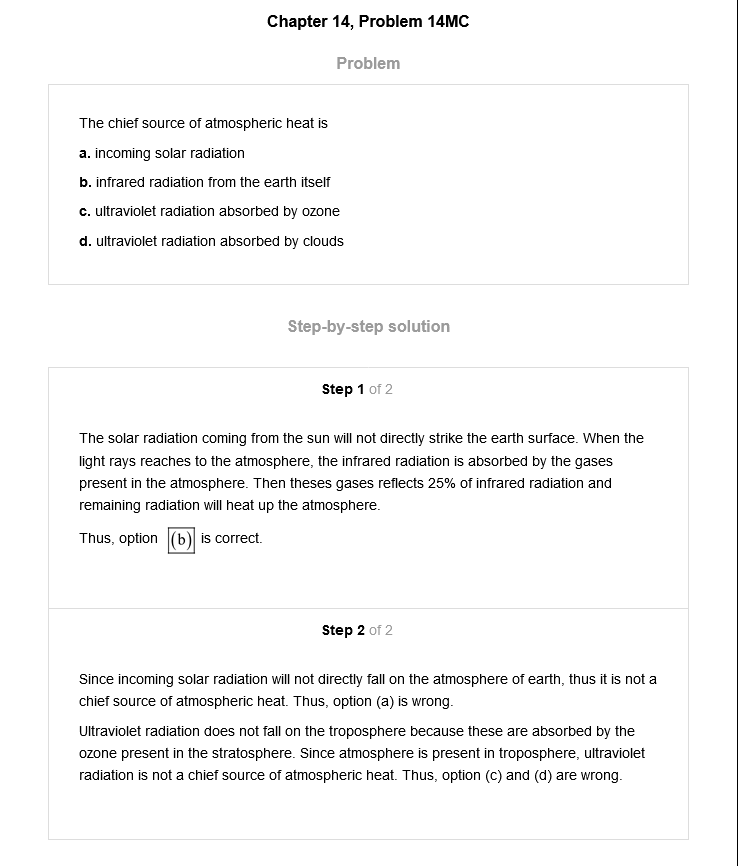 Chapter 14, Problem 14MC
Problem
The chief source of atmospheric heat is
a. incoming solar radiation
b. infrared radiation from the earth itself
c. ultraviolet radiation absorbed by ozone
d. ultraviolet radiation absorbed by clouds
Step-by-step solution
Step 1 of 2
The solar radiation coming from the sun will not directly strike the earth surface. When the
light rays reaches to the atmosphere, the infrared radiation is absorbed by the gases
present in the atmosphere. Then theses gases reflects 25% of infrared radiation and
remaining radiation will heat up the atmosphere.
Thus, option (b) is correct.
Step 2 of 2
Since incoming solar radiation will not directly fall on the atmosphere of earth, thus it is not a
chief source of atmospheric heat. Thus, option (a) is wrong.
Ultraviolet radiation does not fall on the troposphere because these are absorbed by the
ozone present in the stratosphere. Since atmosphere is present in troposphere, ultraviolet
radiation is not a chief source of atmospheric heat. Thus, option (c) and (d) are wrong.